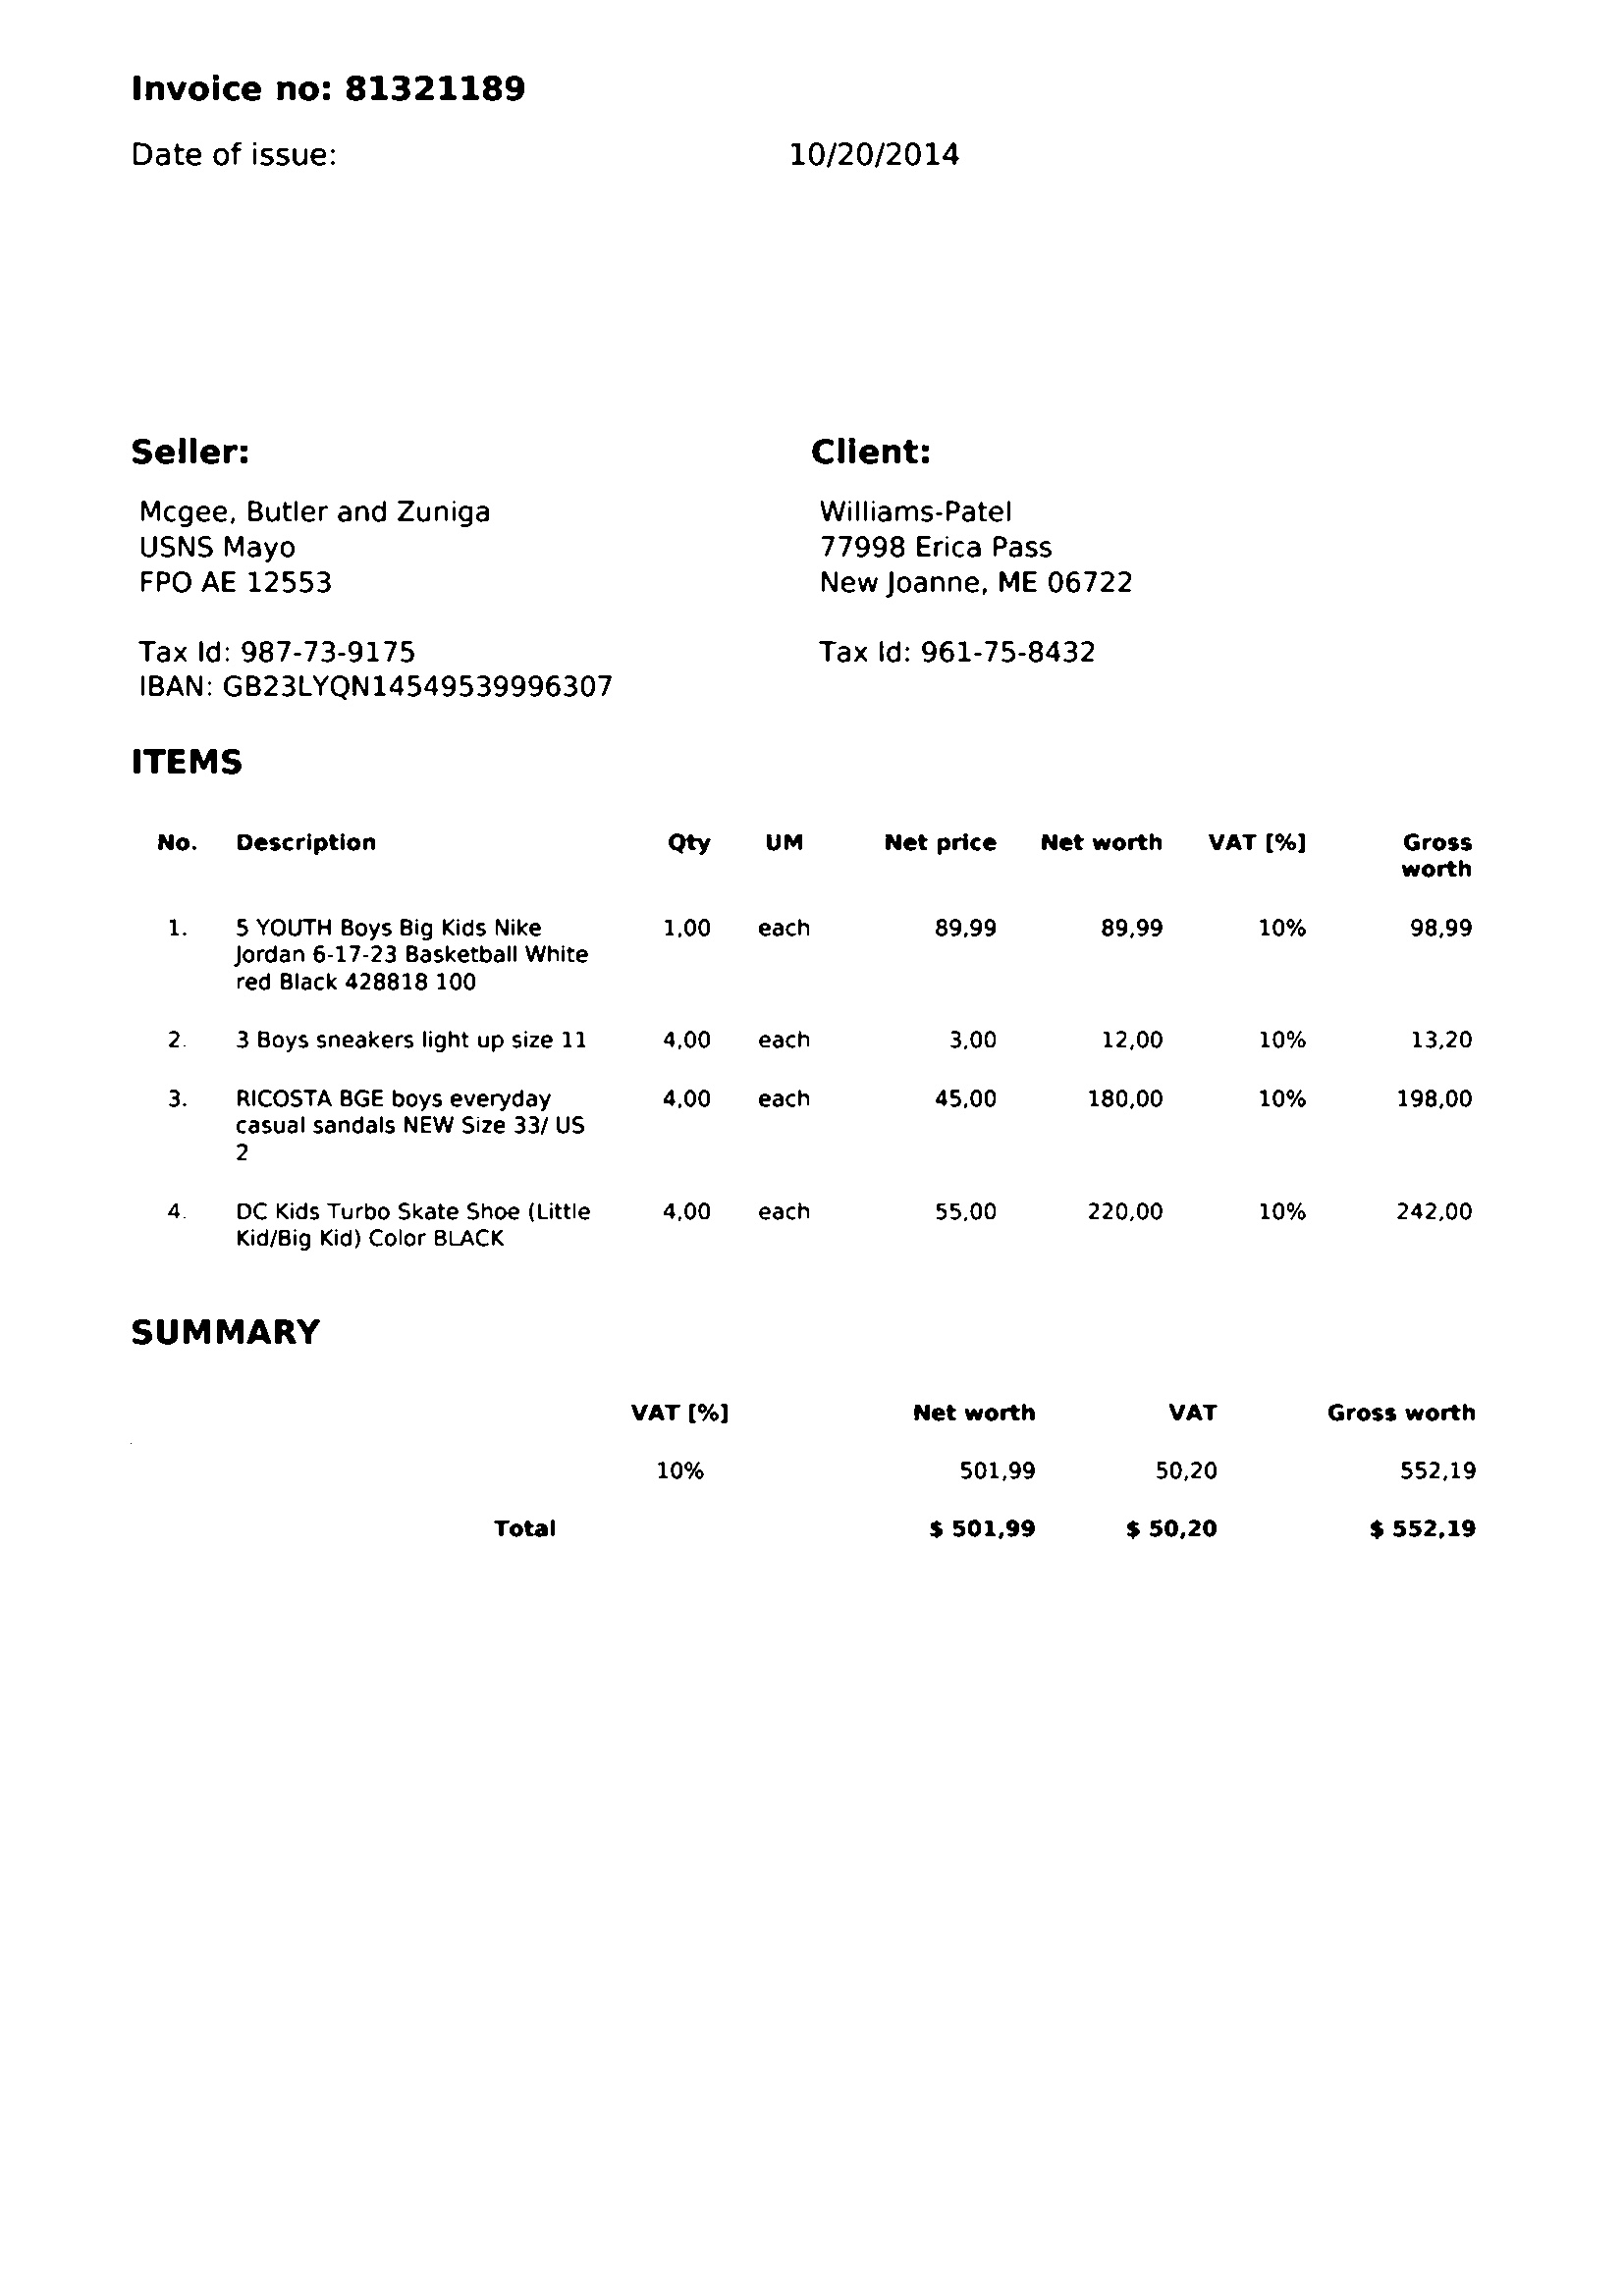 Invoice no: 81321189
Date of issue: 10/20/2014
Seller: Client:
Mcgee, Butler and Zuniga Williams-Patel
USNS Mayo 77998 Erica Pass
FPO AE 12553 New Joanne, ME 06722
Tax Id: 987-73-9175 Tax Id: 961-75-8432
IBAN: GB23LYQN14549539996307
ITEMS
No. Description Qty UM Net price Net worth VAT [%] Gross
worth
1. 5 YOUTH Boys Big Kids Nike 1,00 each 89,99 89,99 10% 98,99
Jordan 6-17-23 Basketball White
red Black 428818 100
2. 3 Boys sneakers light up size 11 4,00 each 3,00 12,00 10% 13,20
3. RICOSTA BGE boys everyday 4,00 each 45,00 180,00 10% 198,00
casual sandals NEW Size 33/ US
2
4. DC Kids Turbo Skate Shoe (Little 4,00 each 55,00 220,00 10% 242,00
Kid/Big Kid) Color BLACK
SUMMARY
VAT [%] Net worth VAT Gross worth
10% 501,99 50,20 552,19
Total $ 501,99 $ 50,20 $ 552,19